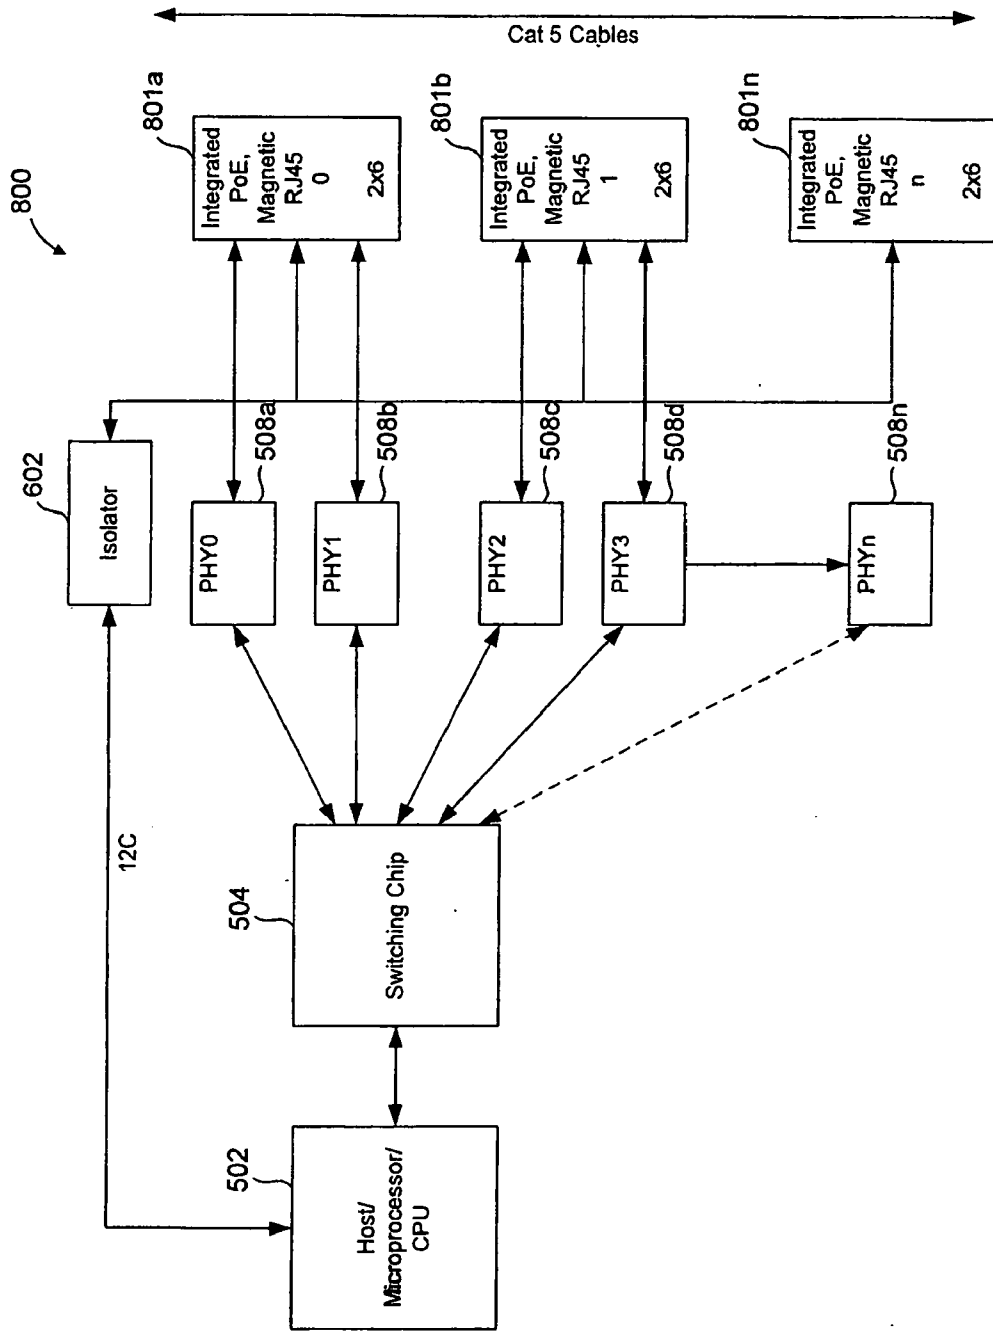 800
Cat 5 Cables
801a
Integrated
PoE,
Magnetic
RJ45
0
2x6
801b
Integrated
PoE,
Magnetic
RJ45
1
2x6
801n
Integrated
PoE,
Magnetic
RJ45
n
2x6
602
Isolator
508a
PHY0
508b
PHY1
508c
PHY2
508d
PHY3
508n
PHYn
12C
504
Switching Chip
502
Host/
Microprocessor/
CPU